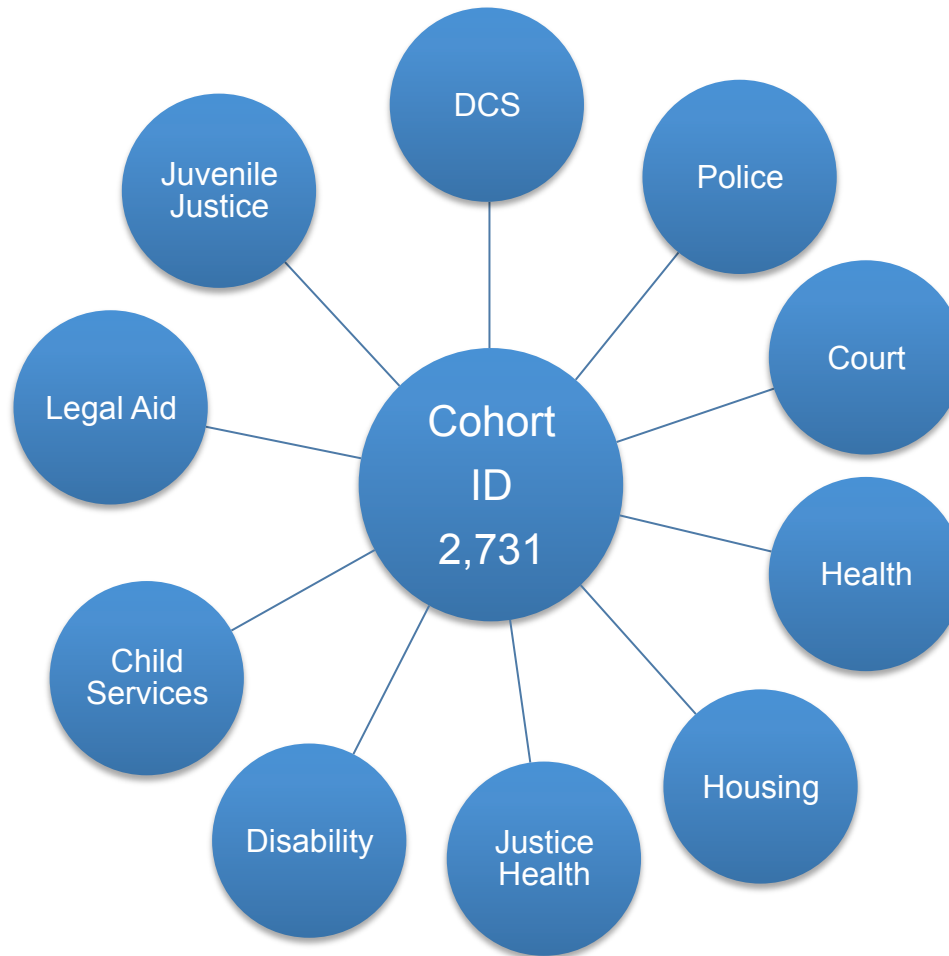 DCS
Police
Court
Health
Housing
Justice
Health
Disability
Child
Services
Legal Aid
Juvenile
Justice
Cohort
ID
2,731